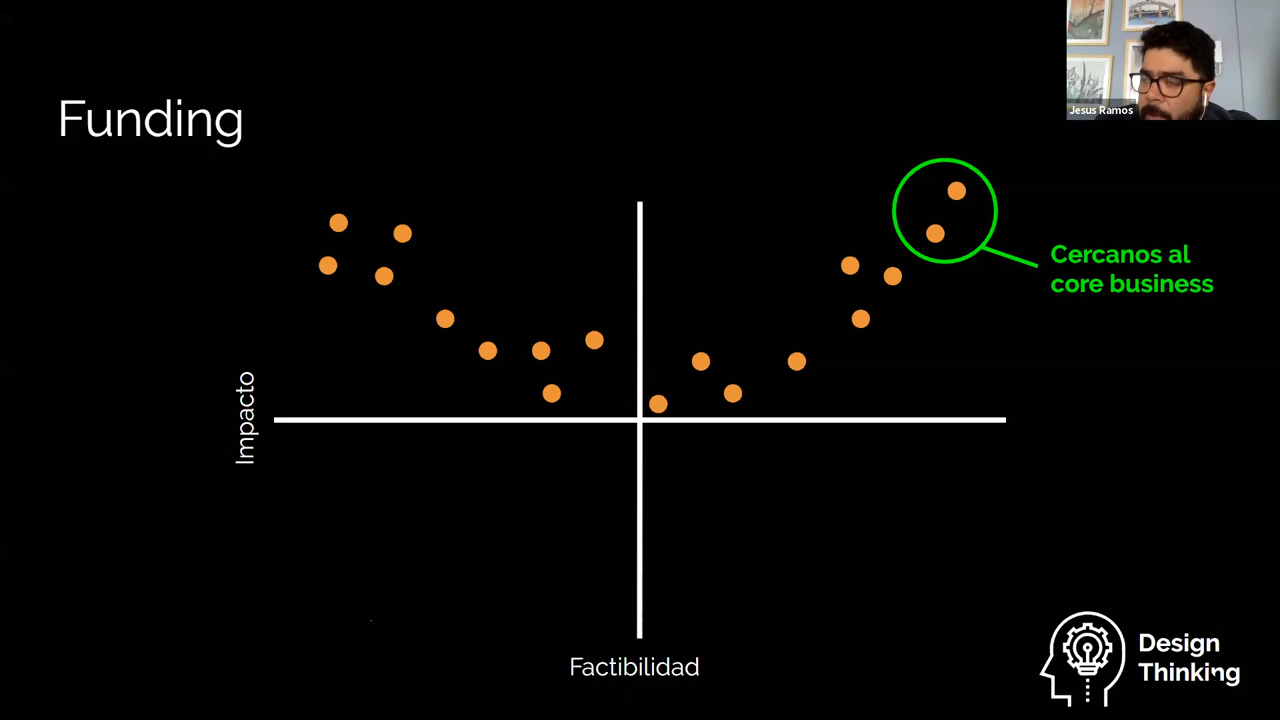 Jesus Ramos
Funding
Cercanos al
core business
Impacto
Factibilidad
Design
Thinking